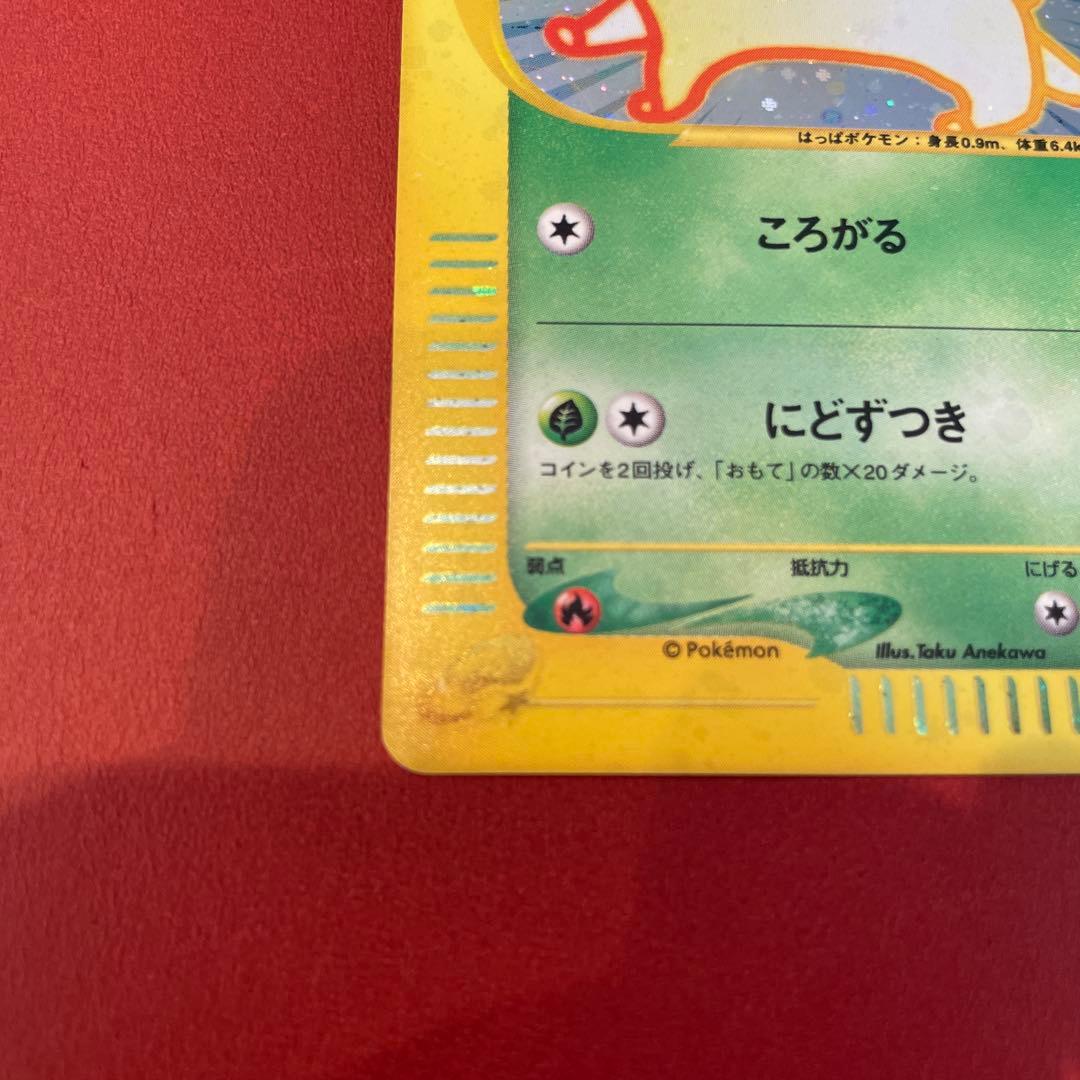 はっぱポケモン：身長0.9m、体重6.4k
ころがる
にどずつき
コインを2回投げ、「おもて」の数×20ダメージ。
弱点 抵抗力 にげる
©Pokémon Illus.Taku Anekawa